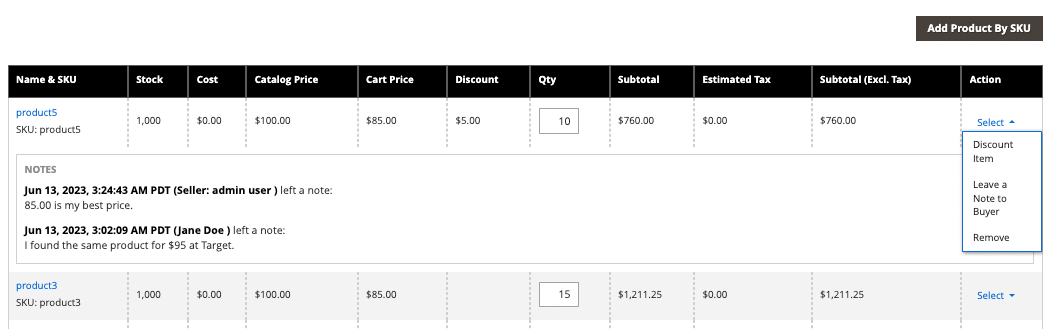 Add Product By SKU
Name & SKU Stock Cost Catalog Price Cart Price Discount Qty Subtotal Estimated Tax Subtotal (Excl. Tax) Action
product5
SKU: product5
1,000 $0.00 $100.00 $85.00 $5.00 10 $760.00 $0.00 $760.00 Select
Discount
Item
Leave a
Note to
Buyer
Remove
NOTES
Jun 13, 2023, 3:24:43 AM PDT (Seller: admin user ) left a note:
85.00 is my best price.
Jun 13, 2023, 3:02:09 AM PDT (Jane Doe ) left a note:
I found the same product for $95 at Target.
product3
SKU: product3
1,000 $0.00 $100.00 $85.00 15 $1,211.25 $0.00 $1,211.25 Select